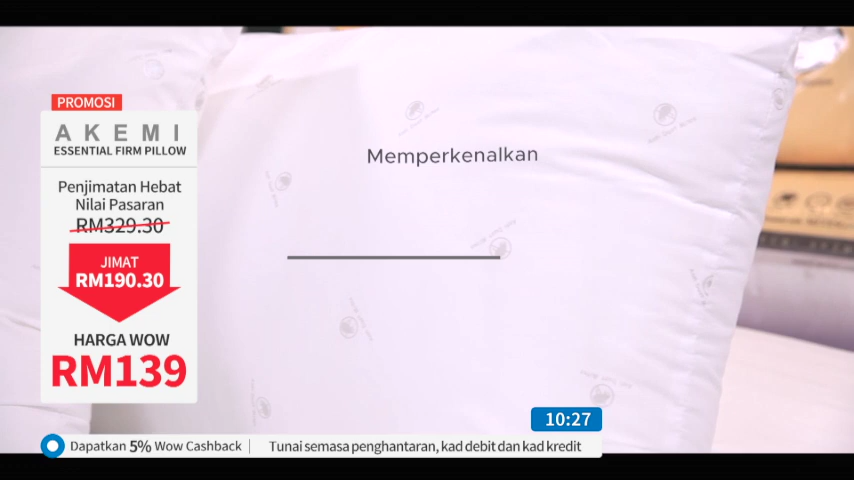 PROMOSI
AKEMI
ESSENTIAL FIRM PILLOW
Penjimatan Hebat
Nilai Pasaran
RM329.30
JIMAT
RM190.30
HARGA WOW
RM139
Memperkenalkan
10:27
Dapatkan 5% Wow Cashback
Tunai semasa penghantaran, kad debit dan kad kredit